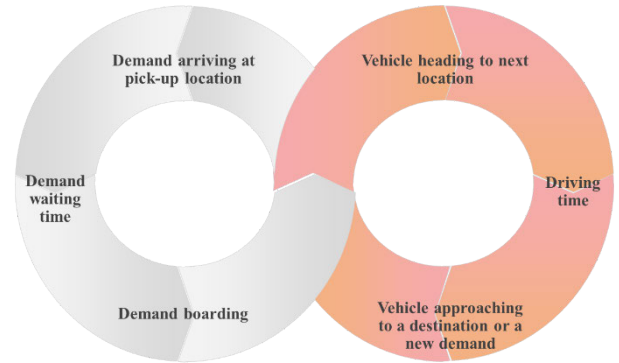 Demand arriving at
pick-up location
Vehicle heading to next
location
Demand
waiting
time
Driving
time
Demand boarding
Vehicle approaching
to a destination or a
new demand